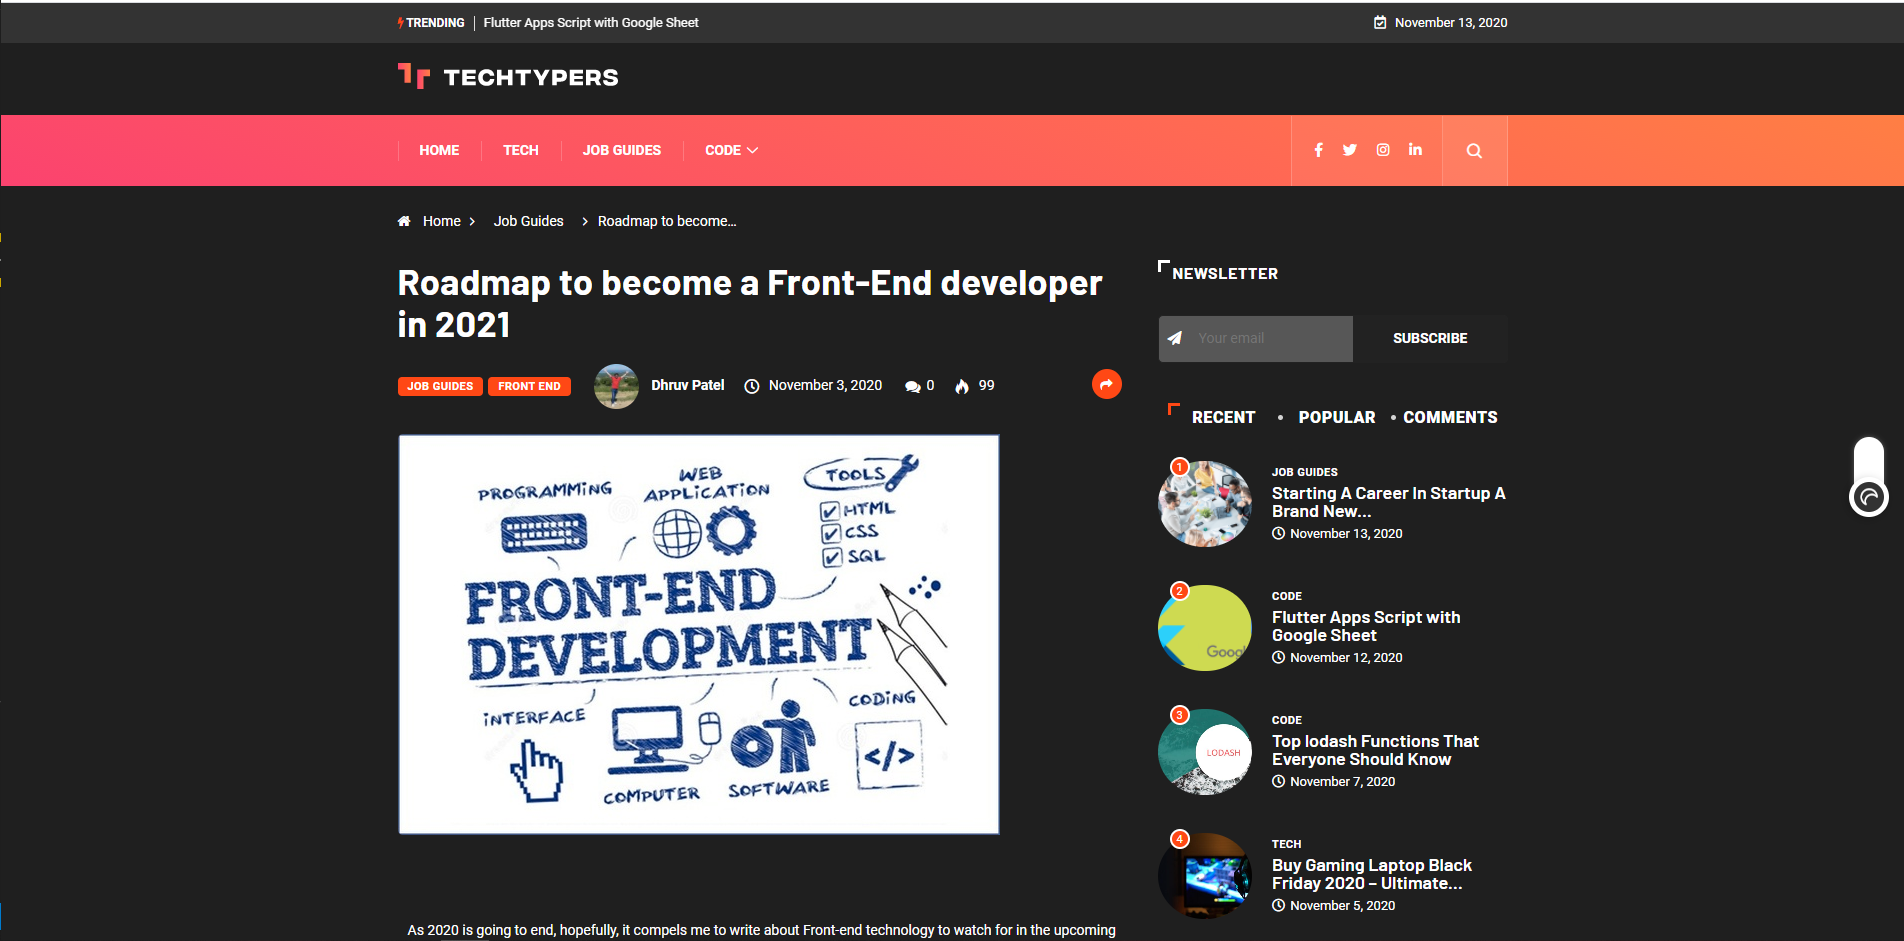 TRENDING Flutter Apps Script with Google Sheet
November 13, 2020
TECHTYPERS
HOME TECH JOB GUIDES CODE
Home Job Guides Roadmap to become...
Roadmap to become a Front-End developer
in 2021
JOB GUIDES FRONT END Dhruv Patel November 3, 2020 0 99
PROGRAMMING
WEB
APPLICATION
TOOLS
HTML
CSS
SQL
FRONT-END
DEVELOPMENT
INTERFACE
COMPUTER
SOFTWARE
CODING
</>
As 2020 is going to end, hopefully, it compels me to write about Front-end technology to watch for in the upcoming
NEWSLETTER
Your email SUBSCRIBE
RECENT • POPULAR • COMMENTS
1
JOB GUIDES
Starting A Career In Startup A
Brand New...
November 13, 2020
2
Google
CODE
Flutter Apps Script with
Google Sheet
November 12, 2020
3
LODASH
CODE
Top lodash Functions That
Everyone Should Know
November 7, 2020
4
TECH
Buy Gaming Laptop Black
Friday 2020 – Ultimate...
November 5, 2020